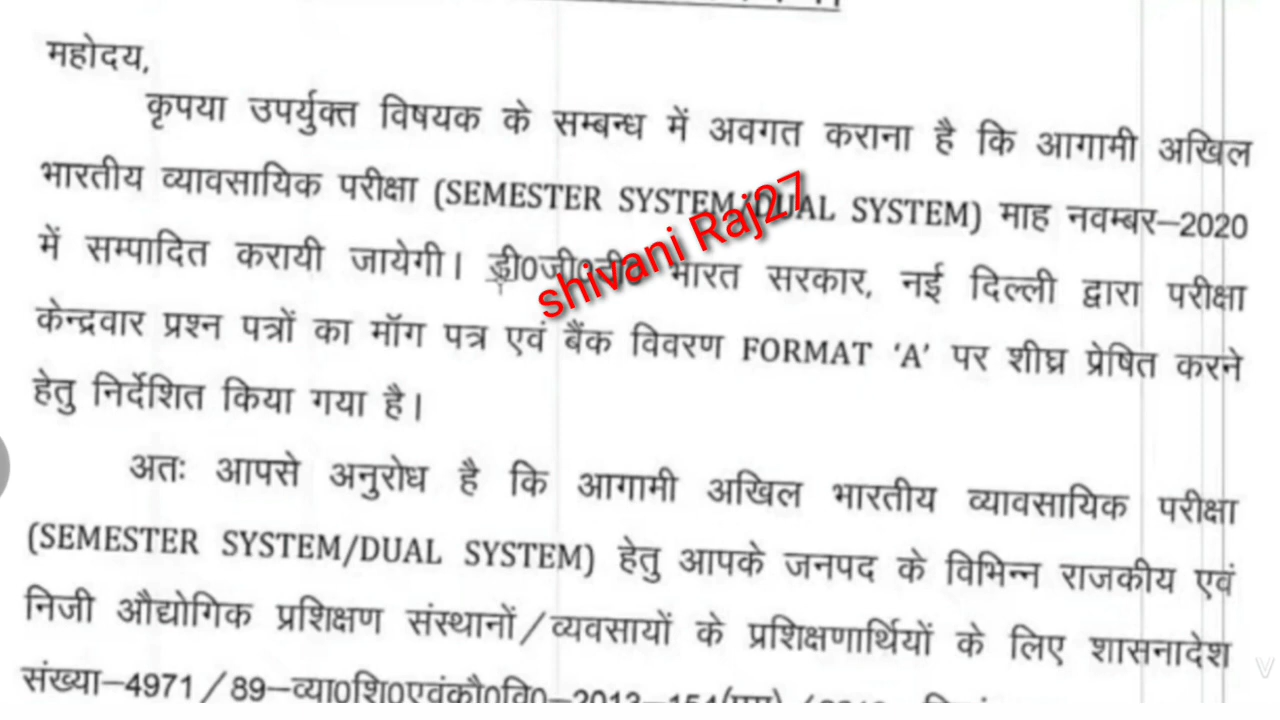 महोदय,
कृपया उपर्युक्त विषयक के सम्बन्ध में अवगत कराना है कि आगामी अखिल
भारतीय व्यावसायिक परीक्षा (SEMESTER SYSTEM/DUAL SYSTEM) माह नवम्बर–2020
में सम्पादित करायी जायेगी। भारत सरकार, नई दिल्ली द्वारा परीक्षा
shivani Raj27
केन्द्रवार प्रश्न पत्रों का मॉग पत्र एवं बैंक विवरण FORMAT ‘A’ पर शीघ्र प्रेषित करने
हेतु निर्देशित किया गया है।
अतः आपसे अनुरोध है कि आगामी अखिल भारतीय व्यावसायिक परीक्षा
(SEMESTER SYSTEM/DUAL SYSTEM) हेतु आपके जनपद के विभिन्न राजकीय एवं
निजी औद्योगिक प्रशिक्षण संस्थानों/व्यवसायों के प्रशिक्षणार्थियों के लिए शासनादेश
संख्या–4971/89–व्या0शि0एवंकौ0वि0–2013
V